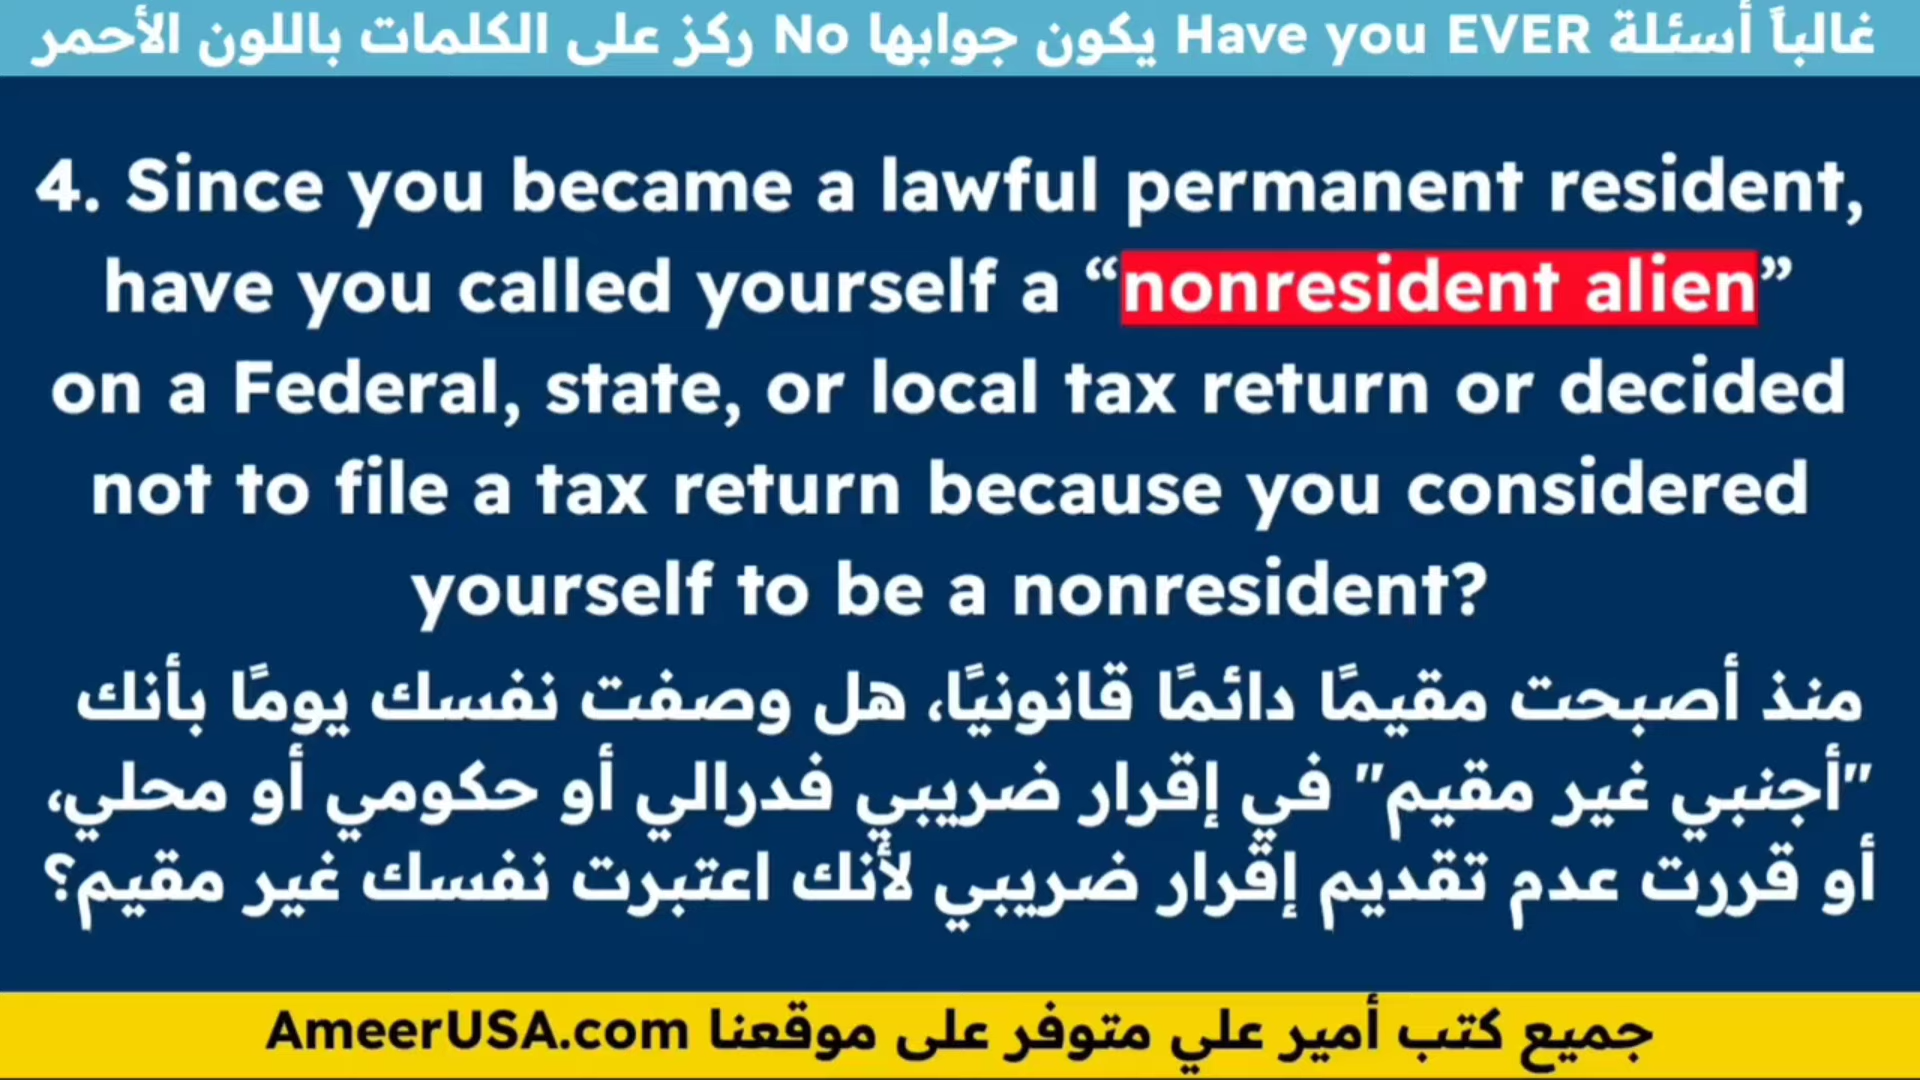 غالباً أسئلة Have you EVER يكون جوابها No ركز على الكلمات باللون الأحمر
4. Since you became a lawful permanent resident,
have you called yourself a “nonresident alien”
on a Federal, state, or local tax return or decided
not to file a tax return because you considered
yourself to be a nonresident?
منذ أصبحت مقيمًا دائمًا قانونيًا، هل وصفت نفسك يومًا بأنك
"أجنبي غير مقيم" في إقرار ضريبي فدرالي أو حكومي أو محلي،
أو قررت عدم تقديم إقرار ضريبي لأنك اعتبرت نفسك غير مقيم؟
جميع كتب أمير علي متوفر على موقعنا AmeerUSA.com